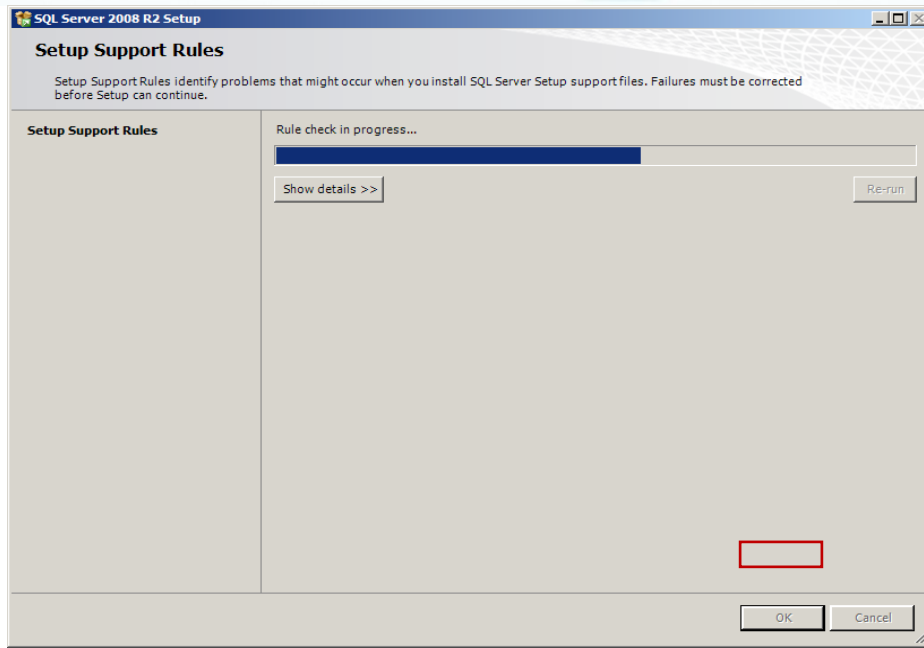 SQL Server 2008 R2 Setup
Setup Support Rules
Setup Support Rules identify problems that might occur when you install SQL Server Setup support files. Failures must be corrected
before Setup can continue.
Setup Support Rules
Rule check in progress...
Show details >>
Re-run
OK
Cancel